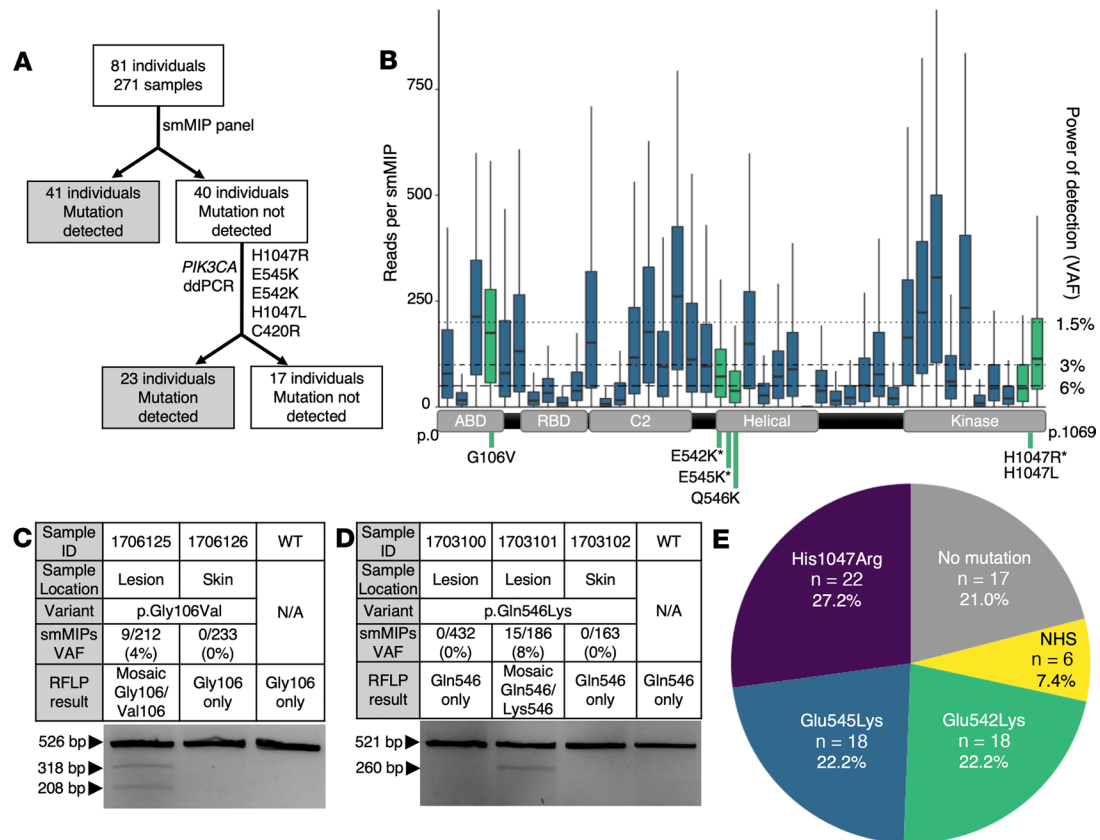 A
81 individuals
271 samples
smMIP panel
41 individuals
Mutation
detected
40 individuals
Mutation not
detected
PIK3CA
ddPCR
H1047R
E545K
E542K
H1047L
C420R
23 individuals
Mutation
detected
17 individuals
Mutation not
detected
B
Reads per smMIP
750
500
250
0
Power of
detection (VAF)
1.5%
3%
6%
ABD
RBD
C2
Helical
Kinase
p.0
p.1069
G106V
E542K*
E545K*
Q546K
H1047R*
H1047L
C
Sample
ID
1706125
1706126
WT
Sample
Location
Lesion
Skin
N/A
Variant
p.Gly106Val
smMIPs
VAF
9/212
(4%)
0/233
(0%)
RFLP
result
Mosaic
Gly106/
Val106
Gly106
only
Gly106
only
526 bp
318 bp
208 bp
D
Sample
ID
1703100
1703101
1703102
WT
Sample
Location
Lesion
Lesion
Skin
N/A
Variant
p.Gln546Lys
smMIPs
VAF
0/432
(0%)
15/186
(8%)
0/163
(0%)
RFLP
result
Gln546
only
Mosaic
Gln546/
Lys546
Gln546
only
Gln546
only
521 bp
260 bp
E
His1047Arg
n = 22
27.2%
No mutation
n = 17
21.0%
NHS
n = 6
7.4%
Glu545Lys
n = 18
22.2%
Glu542Lys
n = 18
22.2%